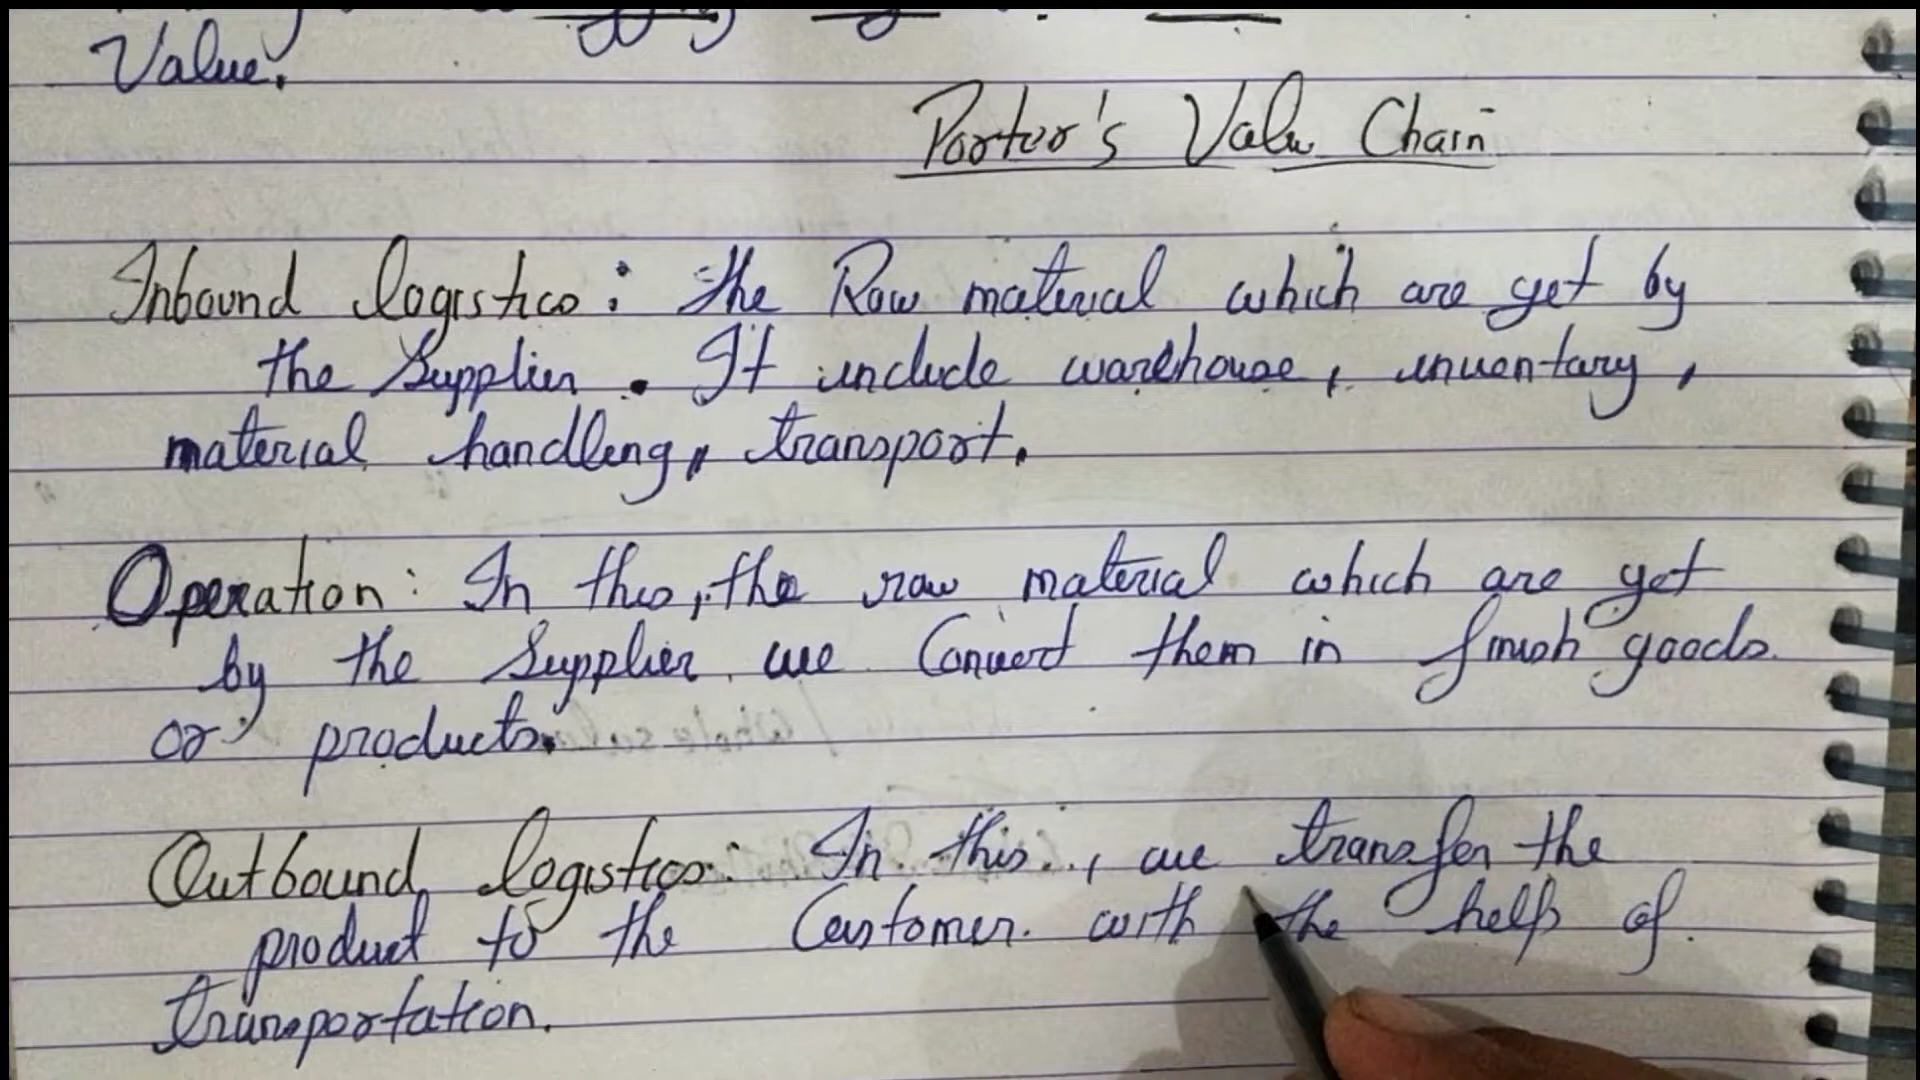 Value.
Porter's Value Chain
Inbound logistics: The Raw material which are get by
the Supplier. It include warehouse, inventary,
material handling, transport.
Operation: In this, the raw material which are get
by the Supplier we Convert them in finish goods
or products.
Outbound logistics: In this, we transfer the
product to the Customer. with the help of
transportation.